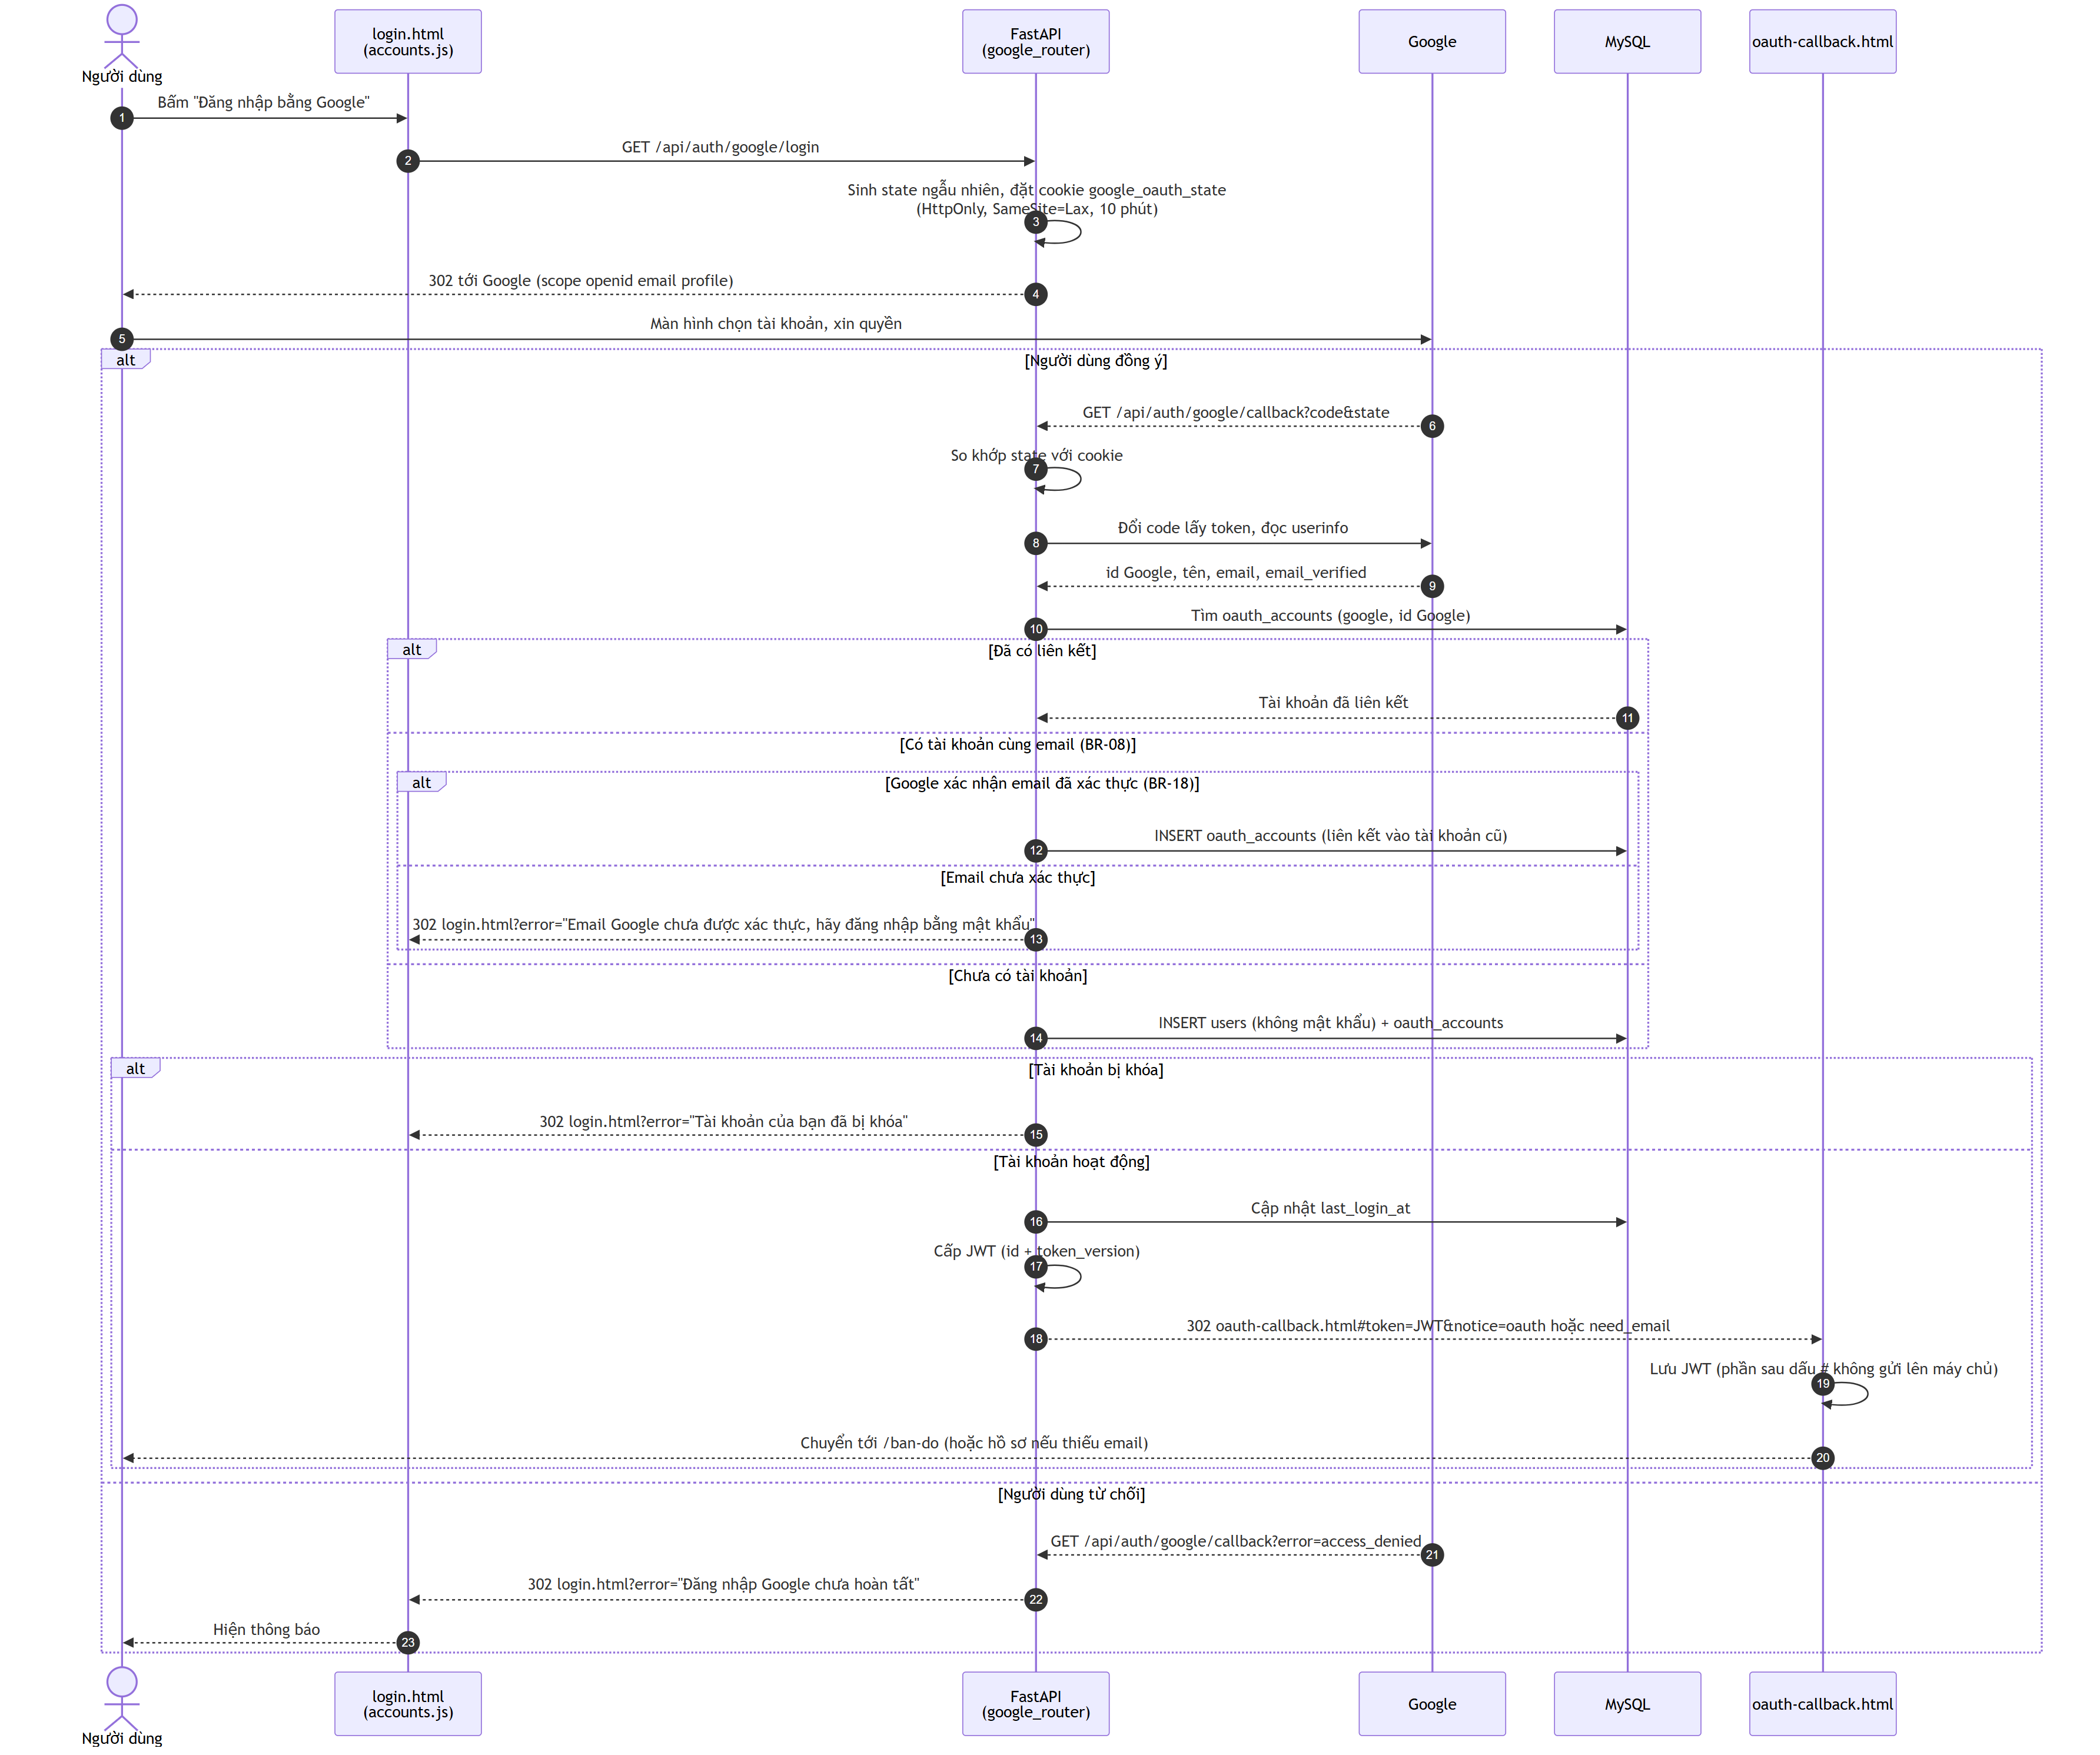 Người dùng
login.html
(accounts.js)
FastAPI
(google_router)
Google
MySQL
oauth-callback.html
Bấm "Đăng nhập bằng Google"
1
GET /api/auth/google/login
2
Sinh state ngẫu nhiên, đặt cookie google_oauth_state
(HttpOnly, SameSite=Lax, 10 phút)
3
302 tới Google (scope openid email profile)
4
Màn hình chọn tài khoản, xin quyền
5
alt
[Người dùng đồng ý]
GET /api/auth/google/callback?code&state
6
So khớp state với cookie
7
Đổi code lấy token, đọc userinfo
8
id Google, tên, email, email_verified
9
Tìm oauth_accounts (google, id Google)
10
alt
[Đã có liên kết]
Tài khoản đã liên kết
11
[Có tài khoản cùng email (BR-08)]
alt
[Google xác nhận email đã xác thực (BR-18)]
INSERT oauth_accounts (liên kết vào tài khoản cũ)
12
[Email chưa xác thực]
302 login.html?error="Email Google chưa được xác thực, hãy đăng nhập bằng mật khẩu"
13
[Chưa có tài khoản]
INSERT users (không mật khẩu) + oauth_accounts
14
alt
[Tài khoản bị khóa]
302 login.html?error="Tài khoản của bạn đã bị khóa"
15
[Tài khoản hoạt động]
Cập nhật last_login_at
16
Cấp JWT (id + token_version)
17
302 oauth-callback.html#token=JWT&notice=oauth hoặc need_email
18
Lưu JWT (phần sau dấu # không gửi lên máy chủ)
19
Chuyển tới /ban-do (hoặc hồ sơ nếu thiếu email)
20
[Người dùng từ chối]
GET /api/auth/google/callback?error=access_denied
21
302 login.html?error="Đăng nhập Google chưa hoàn tất"
22
Hiện thông báo
23
Người dùng
login.html
(accounts.js)
FastAPI
(google_router)
Google
MySQL
oauth-callback.html